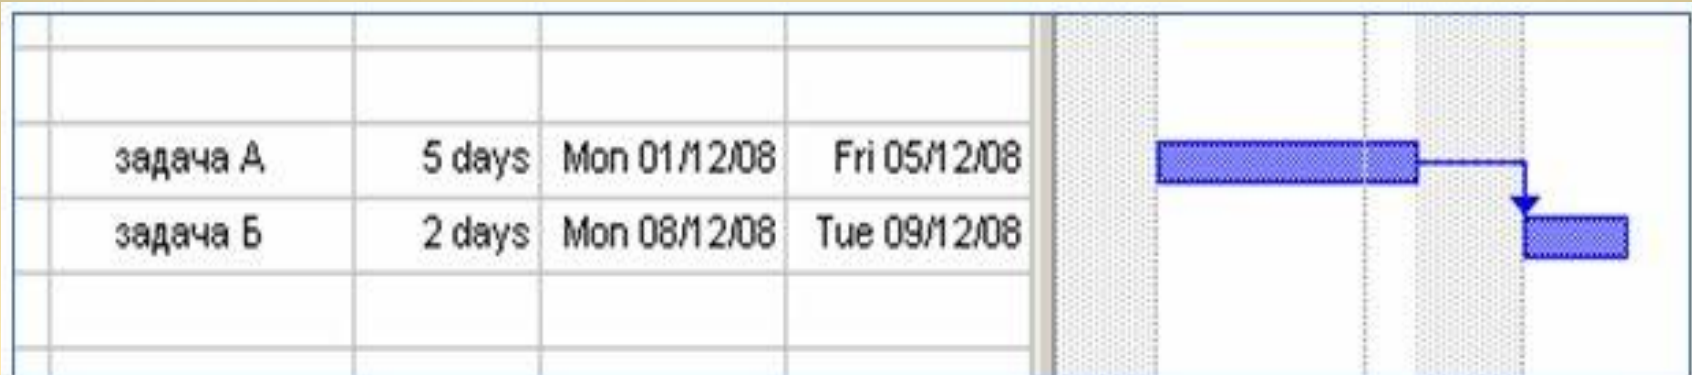 задача А 5 days Mon 01/12/08 Fri 05/12/08
задача Б 2 days Mon 08/12/08 Tue 09/12/08